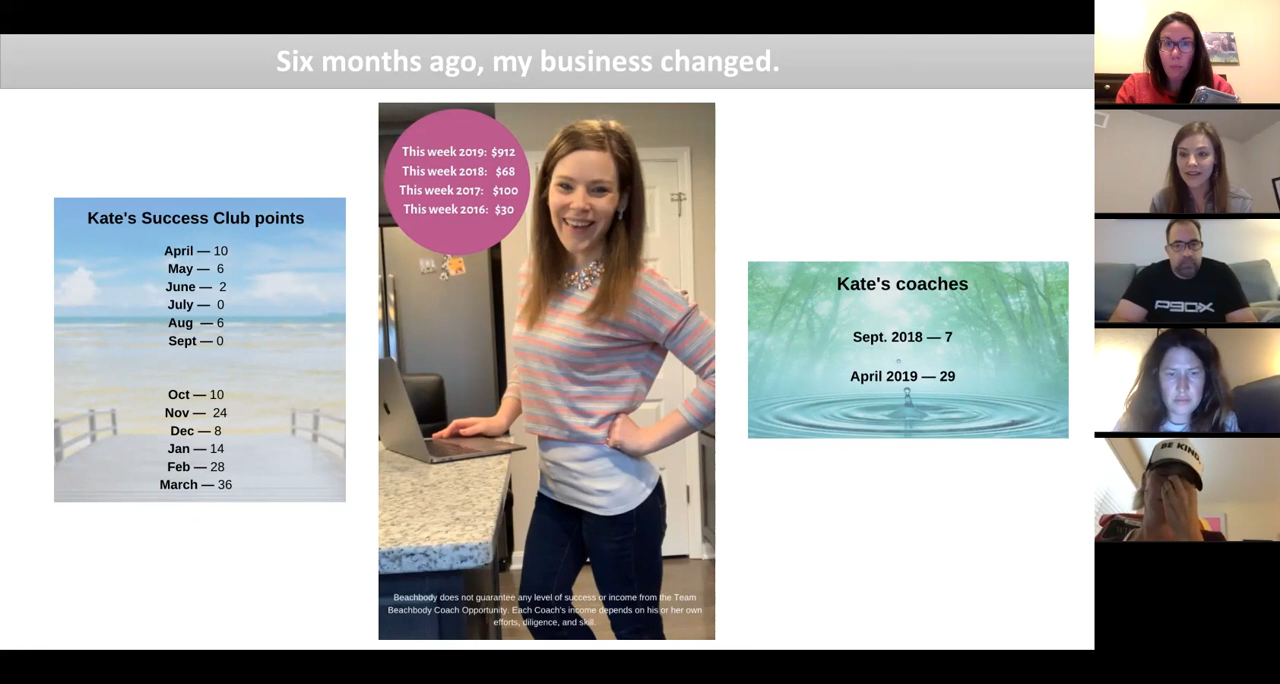 Six months ago, my business changed.
Kate's Success Club points
April — 10
May — 6
June — 2
July — 0
Aug — 6
Sept — 0
Oct — 10
Nov — 24
Dec — 8
Jan — 14
Feb — 28
March — 36
This week 2019: $912
This week 2018: $68
This week 2017: $100
This week 2016: $30
Beachbody does not guarantee any level of success or income from the Team
Beachbody Coach Opportunity. Each Coach's income depends on his or her own
efforts, diligence, and skill.
Kate's coaches
Sept. 2018 — 7
April 2019 — 29
P90X
BE KIND.